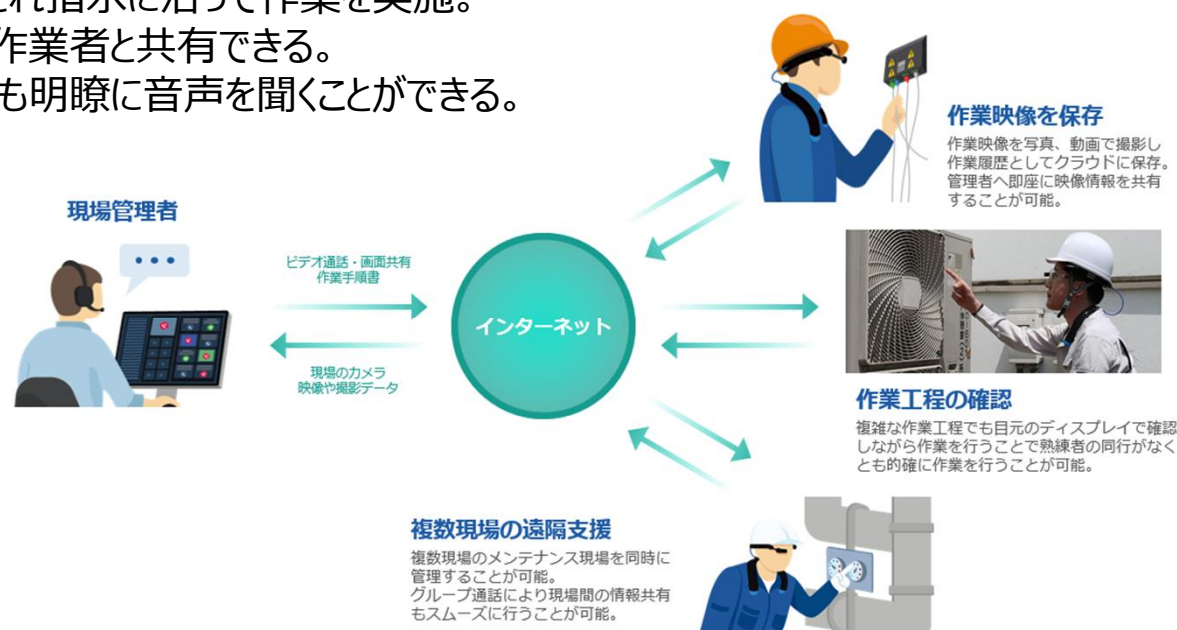 れ指示に沿って作業を実施。
作業者と共有できる。
も明瞭に音声を聞くことができる。
作業映像を保存
作業映像を写真、動画で撮影し
作業履歴としてクラウドに保存。
管理者へ即座に映像情報を共有
することが可能。
現場管理者
ビデオ通話・画面共有
作業手順書
インターネット
現場のカメラ
映像や撮影データ
作業工程の確認
複雑な作業工程でも目元のディスプレイで確認
しながら作業を行うことで熟練者の同行がなく
とも的確に作業を行うことが可能。
複数現場の遠隔支援
複数現場のメンテナンス現場を同時に
管理することが可能。
グループ通話により現場間の情報共有
もスムーズに行うことが可能。